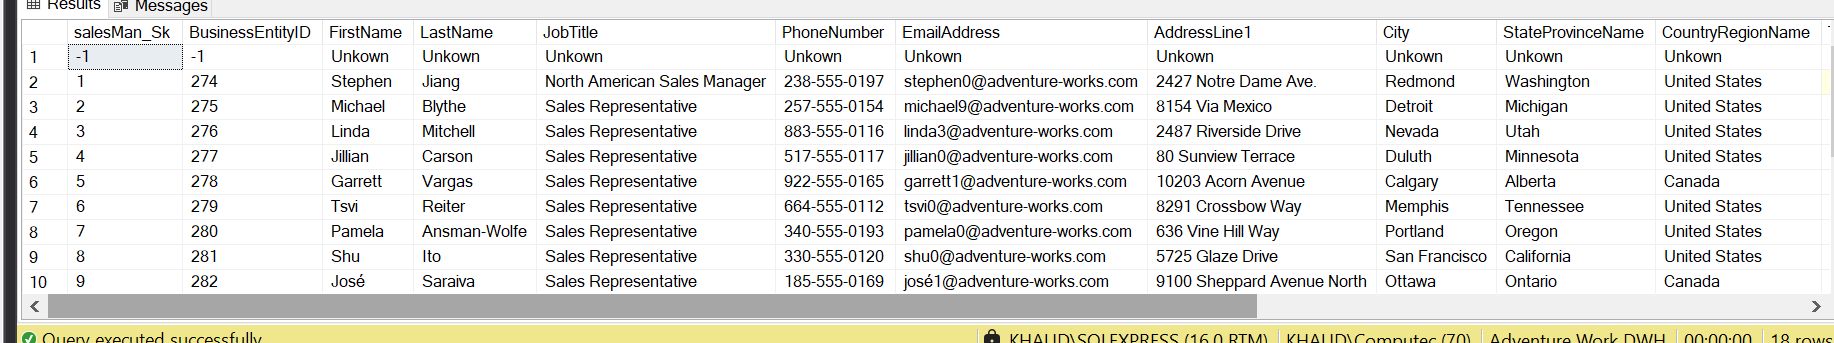 Results Messages
salesMan_Sk BusinessEntityID FirstName LastName JobTitle PhoneNumber EmailAddress AddressLine1 City StateProvinceName CountryRegionName
1 -1 -1 Unkown Unkown Unkown Unkown Unkown Unkown Unkown Unkown Unkown
2 1 274 Stephen Jiang North American Sales Manager 238-555-0197 stephen0@adventure-works.com 2427 Notre Dame Ave. Redmond Washington United States
3 2 275 Michael Blythe Sales Representative 257-555-0154 michael9@adventure-works.com 8154 Via Mexico Detroit Michigan United States
4 3 276 Linda Mitchell Sales Representative 883-555-0116 linda3@adventure-works.com 2487 Riverside Drive Nevada Utah United States
5 4 277 Jillian Carson Sales Representative 517-555-0117 jillian0@adventure-works.com 80 Sunview Terrace Duluth Minnesota United States
6 5 278 Garrett Vargas Sales Representative 922-555-0165 garrett1@adventure-works.com 10203 Acorn Avenue Calgary Alberta Canada
7 6 279 Tsvi Reiter Sales Representative 664-555-0112 tsvi0@adventure-works.com 8291 Crossbow Way Memphis Tennessee United States
8 7 280 Pamela Ansman-Wolfe Sales Representative 340-555-0193 pamela0@adventure-works.com 636 Vine Hill Way Portland Oregon United States
9 8 281 Shu Ito Sales Representative 330-555-0120 shu0@adventure-works.com 5725 Glaze Drive San Francisco California United States
10 9 282 José Saraiva Sales Representative 185-555-0169 josé1@adventure-works.com 9100 Sheppard Avenue North Ottawa Ontario Canada
Query executed successfully. (16.0 RTM) (70) Adventure Work DWH 00:00:00 18 rows